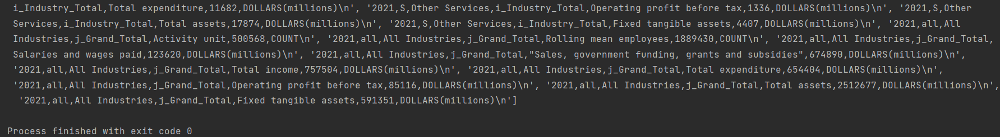 i_Industry_Total,Total expenditure,11682,DOLLARS(millions)\n', '2021,S,Other Services,i_Industry_Total,Operating profit before tax,1336,DOLLARS(millions)\n', '2021,S,Other
Services,i_Industry_Total,Total assets,17874,DOLLARS(millions)\n', '2021,S,Other Services,i_Industry_Total,Fixed tangible assets,4407,DOLLARS(millions)\n', '2021,all,All
Industries,j_Grand_Total,Activity unit,500568,COUNT\n', '2021,all,All Industries,j_Grand_Total,Rolling mean employees,1889430,COUNT\n', '2021,all,All Industries,j_Grand_Total,
Salaries and wages paid,123620,DOLLARS(millions)\n', '2021,all,All Industries,j_Grand_Total,"Sales, government funding, grants and subsidies",674890,DOLLARS(millions)\n',
'2021,all,All Industries,j_Grand_Total,Total income,757504,DOLLARS(millions)\n', '2021,all,All Industries,j_Grand_Total,Total expenditure,654404,DOLLARS(millions)\n',
'2021,all,All Industries,j_Grand_Total,Operating profit before tax,85116,DOLLARS(millions)\n', '2021,all,All Industries,j_Grand_Total,Total assets,2512677,DOLLARS(millions)\n',
'2021,all,All Industries,j_Grand_Total,Fixed tangible assets,591351,DOLLARS(millions)\n']
Process finished with exit code 0